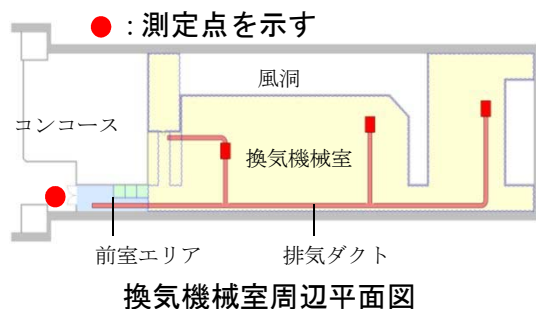 ：測定点を示す
風洞
コンコース
換気機械室
前室エリア
排気ダクト
換気機械室周辺平面図